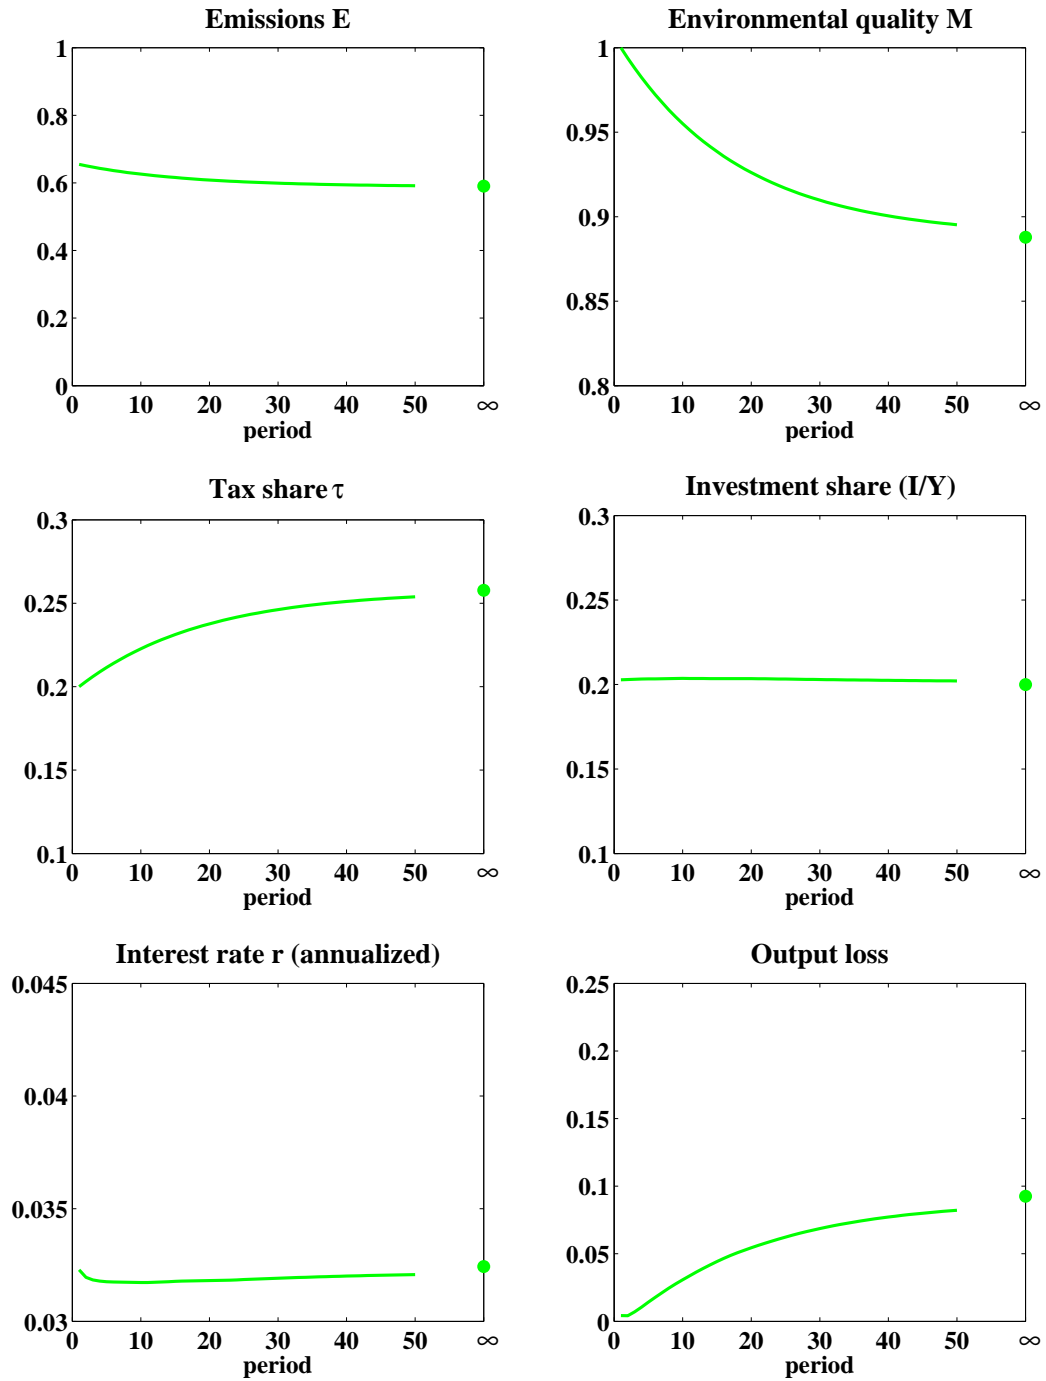 Emissions E
1
0.8
0.6
0.4
0.2
0
0 10 20 30 40 50 ∞
period
Environmental quality M
1
0.95
0.9
0.85
0.8
0 10 20 30 40 50 ∞
period
Tax share τ
0.3
0.25
0.2
0.15
0.1
0 10 20 30 40 50 ∞
period
Investment share (I/Y)
0.3
0.25
0.2
0.15
0.1
0 10 20 30 40 50 ∞
period
Interest rate r (annualized)
0.045
0.04
0.035
0.03
0 10 20 30 40 50 ∞
period
Output loss
0.25
0.2
0.15
0.1
0.05
0
0 10 20 30 40 50 ∞
period